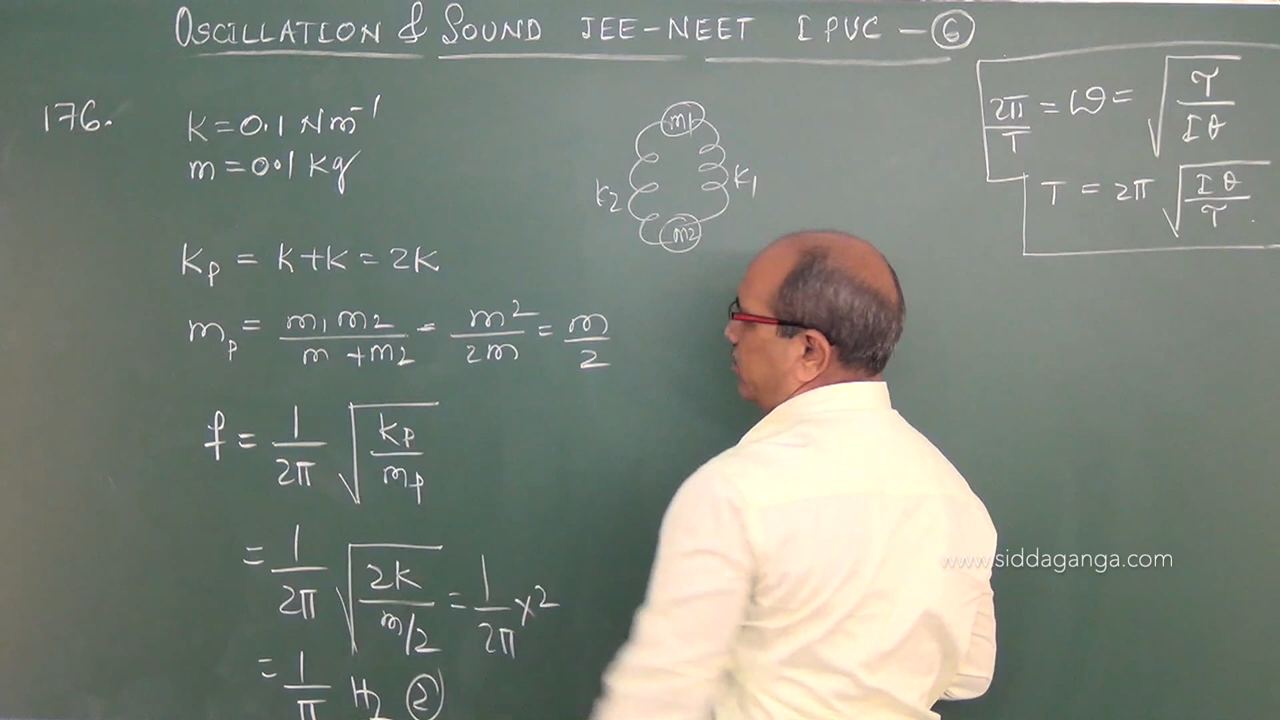 OSCILLATION & SOUND JEE-NEET I PUC - ⑥
176.
K = 0.1 Nm⁻¹
m = 0.1 kg
Kp = K+K = 2K
mp = m₁m₂ / m +m₂ = m² / 2m = m / 2
f = 1/2π √(kp/mp)
= 1/2π √(2K / m/2) = 1/2π × 2
= 1/π Hz ②
m₁
K₂
K₁
m₂
2π/T = ω = √(τ/Iθ)
T = 2π √(Iθ/τ)
www.siddaganga.com